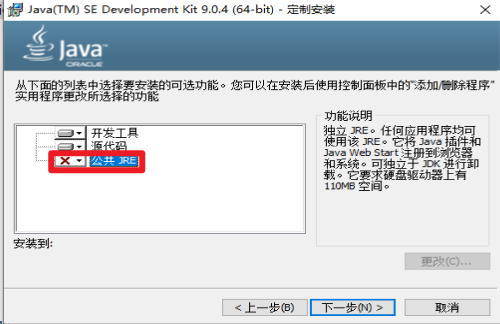 Java(TM) SE Development Kit 9.0.4 (64-bit) - 定制安装
Java
ORACLE
从下面的列表中选择要安装的可选功能。您可以在安装后使用控制面板中的“添加/删除程序”
实用程序更改所选择的功能
开发工具
源代码
公共 JRE
功能说明
独立 JRE。任何应用程序均可
使用该 JRE。它将 Java 插件和
Java Web Start 注册到浏览器
和系统。可独立于 JDK 进行卸
载。它要求硬盘驱动器上有
110MB 空间。
安装到:
更改(C)...
< 上一步(B)
下一步(N) >
取消